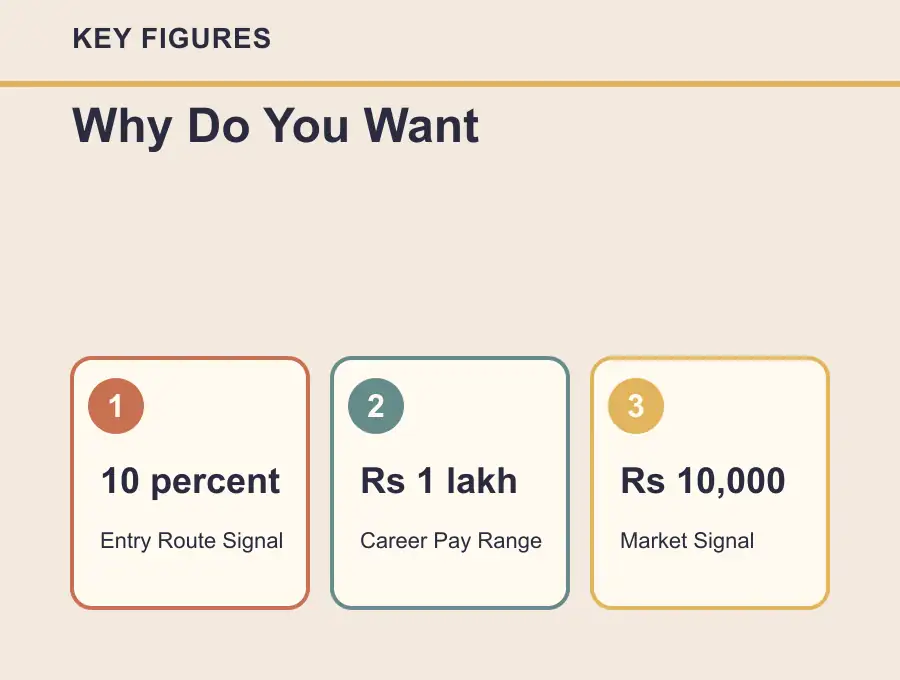 KEY FIGURES
Why Do You Want
1
10 percent
Entry Route Signal
2
Rs 1 lakh
Career Pay Range
3
Rs 10,000
Market Signal